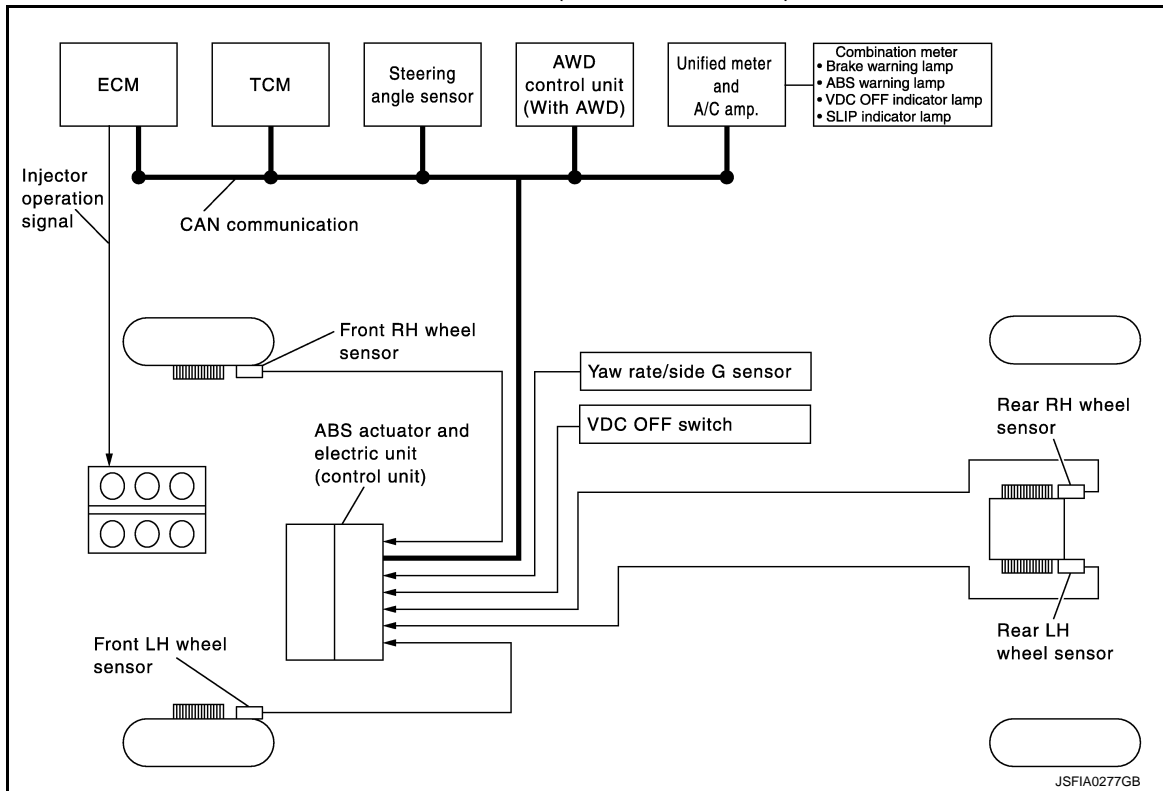 ECM
TCM
Steering
angle sensor
AWD
control unit
(With AWD)
Unified meter
and
A/C amp.
Combination meter
• Brake warning lamp
• ABS warning lamp
• VDC OFF indicator lamp
• SLIP indicator lamp
Injector
operation
signal
CAN communication
Front RH wheel
sensor
Yaw rate/side G sensor
VDC OFF switch
Rear RH wheel
sensor
ABS actuator and
electric unit
(control unit)
Front LH wheel
sensor
Rear LH
wheel sensor
JSFIA0277GB